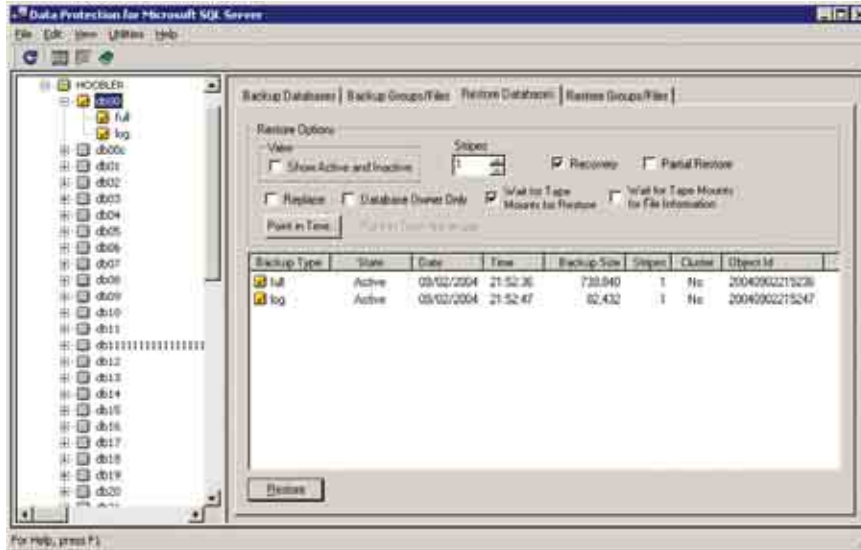 Data Protection for Microsoft SQL Server
File Edit View Utilities Help
HOOBLER
db00
full
log
db00c
db01
db02
db03
db04
db05
db06
db07
db08
db09
db10
db11
db12
db13
db14
db15
db16
db17
db18
db19
db20
Backup Databases Backup Groups/Files Restore Databases Restore Groups/Files
Restore Options
View
Show Active and Inactive
Stripes
1
Recovery
Partial Restore
Replace
Database Owner Only
Wait for Tape Mounts for Restore
Wait for Tape Mounts for File Information
Point in Time...
Backup Type State Date Time Backup Size Stripes Cluster Object Id
full Active 09/02/2004 21:52:36 738,840 1 No 20040902215236
log Active 09/02/2004 21:52:47 82,432 1 No 20040902215247
Restore
For Help, press F1